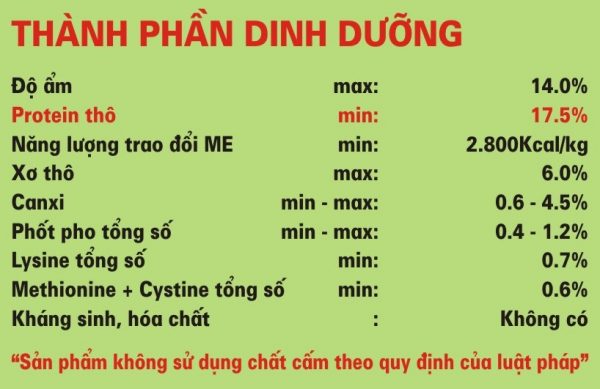 THÀNH PHẦN DINH DƯỠNG
Độ ẩm max: 14.0%
Protein thô min: 17.5%
Năng lượng trao đổi ME min: 2.800Kcal/kg
Xơ thô max: 6.0%
Canxi min - max: 0.6 - 4.5%
Phốt pho tổng số min - max: 0.4 - 1.2%
Lysine tổng số min: 0.7%
Methionine + Cystine tổng số min: 0.6%
Kháng sinh, hóa chất : Không có
“Sản phẩm không sử dụng chất cấm theo quy định của luật pháp”